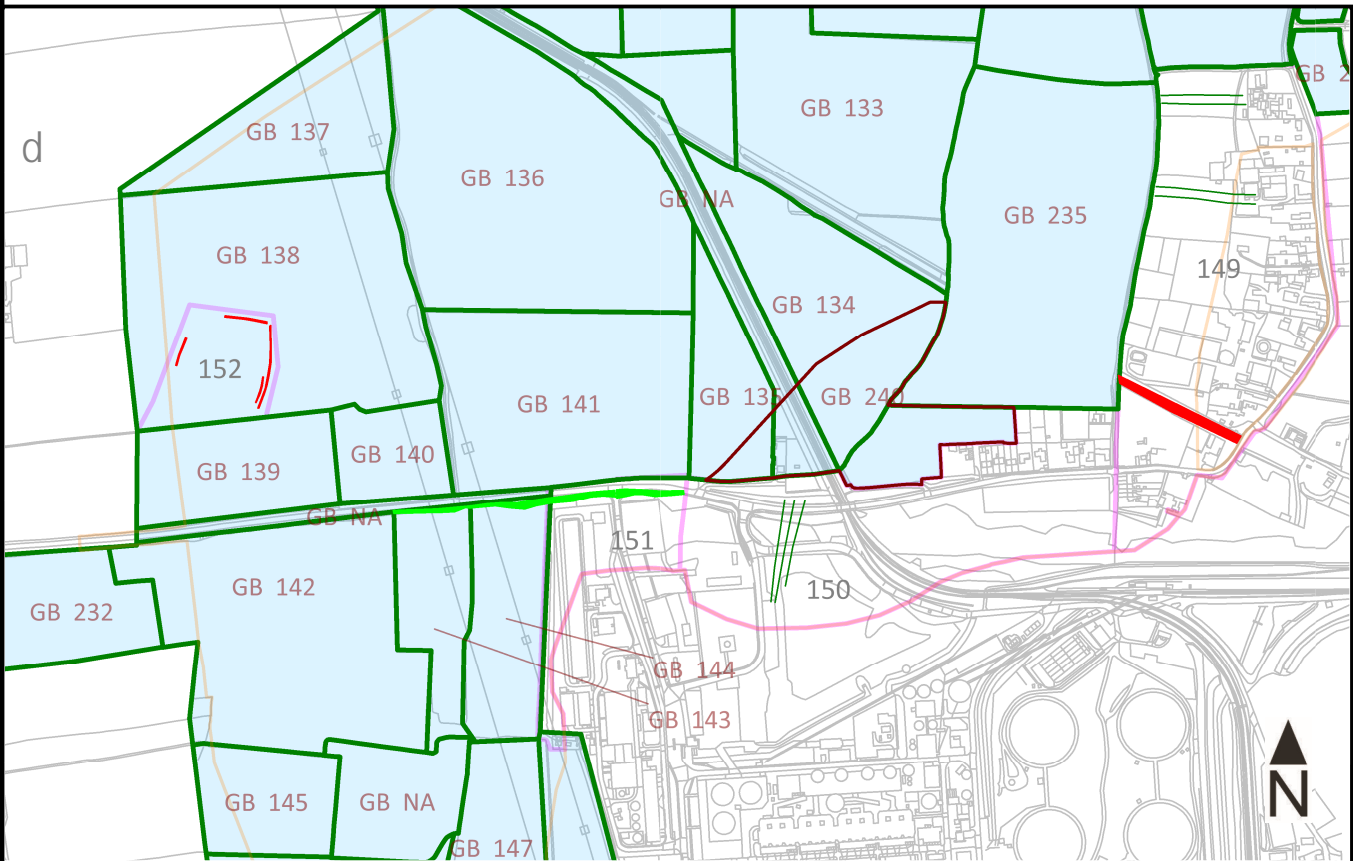 GB 2
GB 133
GB 137
d
GB 136
GB NA
GB 235
GB 138
149
GB 134
152
GB 135
GB 240
GB 141
GB 140
GB 139
GB NA
151
GB 142
150
GB 232
GB 144
GB 143
GB 145
GB NA
N
GB 147